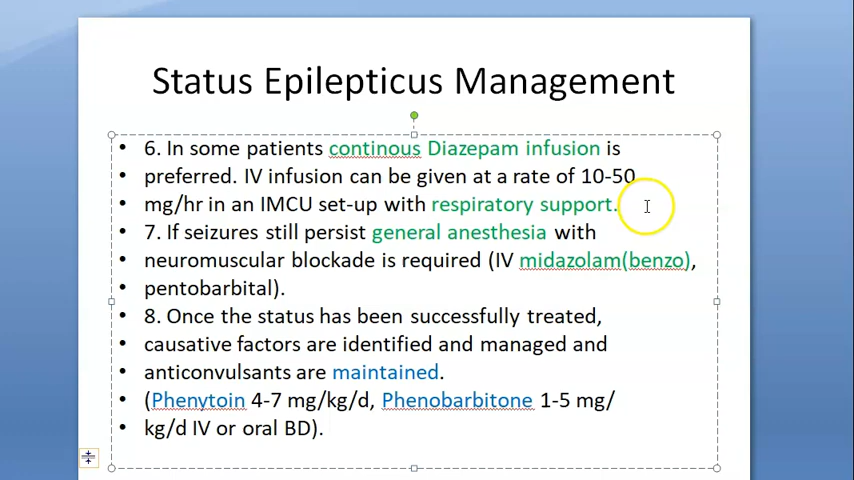 Status Epilepticus Management
• 6. In some patients continous Diazepam infusion is
• preferred. IV infusion can be given at a rate of 10-50
• mg/hr in an IMCU set-up with respiratory support.
• 7. If seizures still persist general anesthesia with
• neuromuscular blockade is required (IV midazolam(benzo),
• pentobarbital).
• 8. Once the status has been successfully treated,
• causative factors are identified and managed and
• anticonvulsants are maintained.
• (Phenytoin 4-7 mg/kg/d, Phenobarbitone 1-5 mg/
• kg/d IV or oral BD).